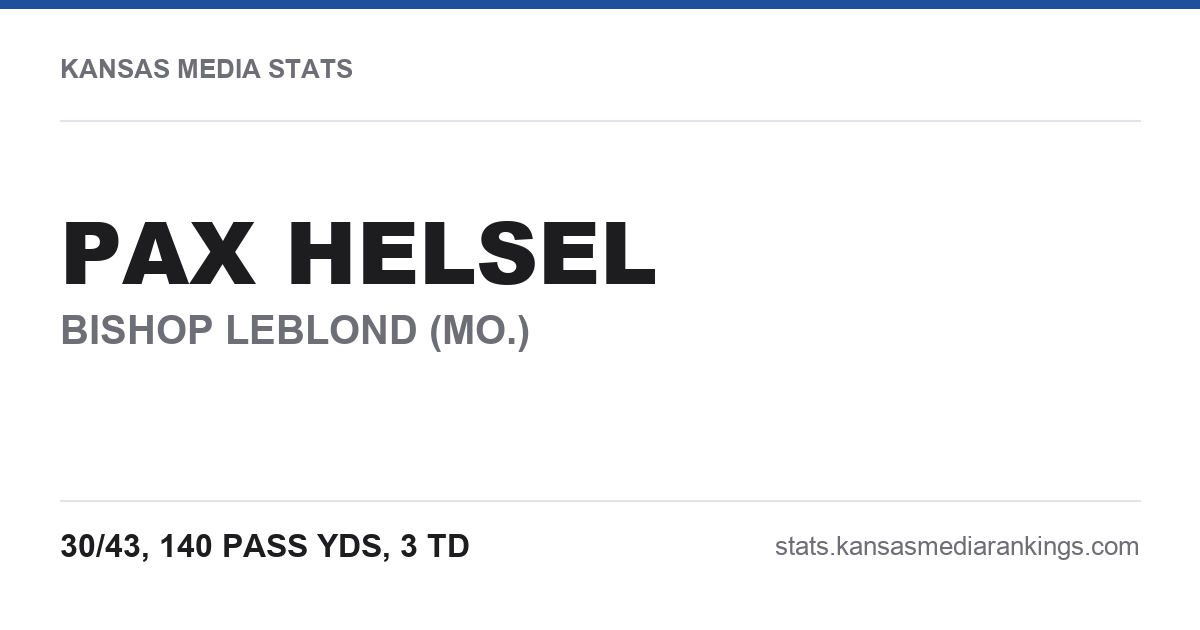 KANSAS MEDIA STATS
PAX HELSEL
BISHOP LEBLOND (MO.)
30/43, 140 PASS YDS, 3 TD
stats.kansasmediarankings.com